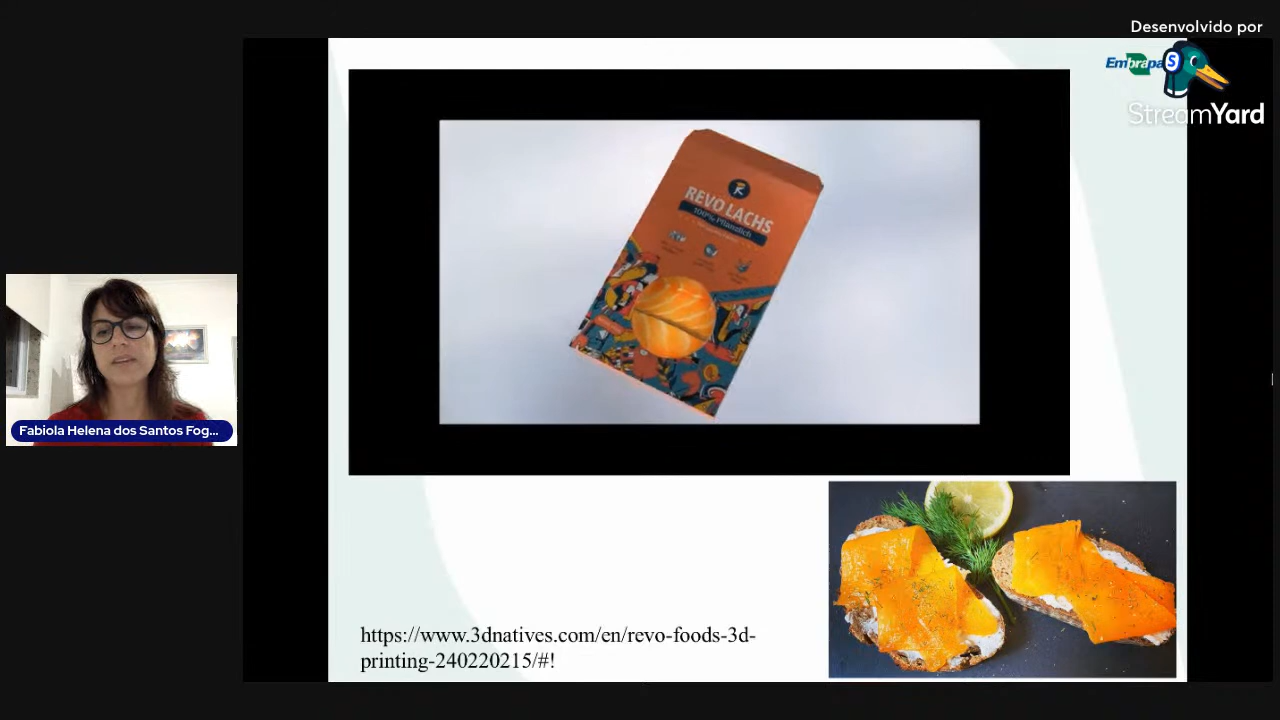 Desenvolvido por
Embrapa
S
StreamYard
REVO LACHS
100% Pflanzlich
Fabiola Helena dos Santos Fog...
https://www.3dnatives.com/en/revo-foods-3d-
printing-240220215/#!